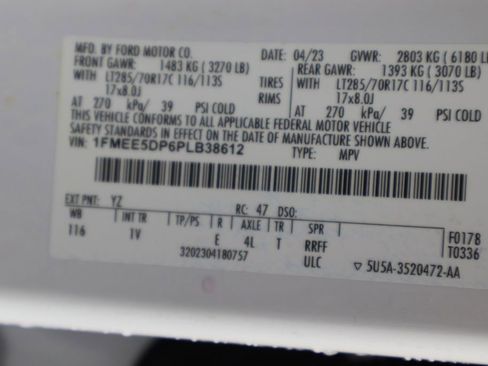 MFD. BY FORD MOTOR CO.
DATE: 04/23 GVWR: 2803 KG ( 6180 LB
FRONT GAWR: 1483 KG ( 3270 LB) REAR GAWR: 1393 KG ( 3070 LB)
WITH LT285/70R17C 116/113S TIRES WITH LT285/70R17C 116/113S
17x8.0J RIMS 17x8.0J
AT 270 kPa/ 39 PSI COLD AT 270 kPa/ 39 PSI COLD
THIS VEHICLE CONFORMS TO ALL APPLICABLE FEDERAL MOTOR VEHICLE
SAFETY STANDARDS IN EFFECT ON THE DATE OF MANUFACTURE SHOWN ABOVE.
VIN: 1FMEE5DP6PLB38612 TYPE: MPV
EXT PNT: YZ RC: 47 DSO:
WB INT TR TP/PS R AXLE TR SPR
116 1V E 4L T RRFF
F0178
T0336
3202304180757 ULC ▽ 5U5A-3520472-AA